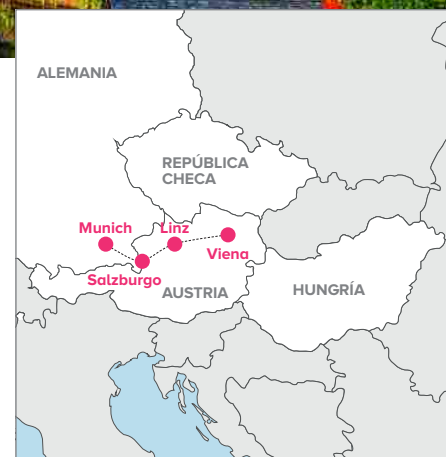 ALEMANIA
REPÚBLICA
CHECA
Munich
Linz
Viena
Salzburgo
AUSTRIA
HUNGRÍA